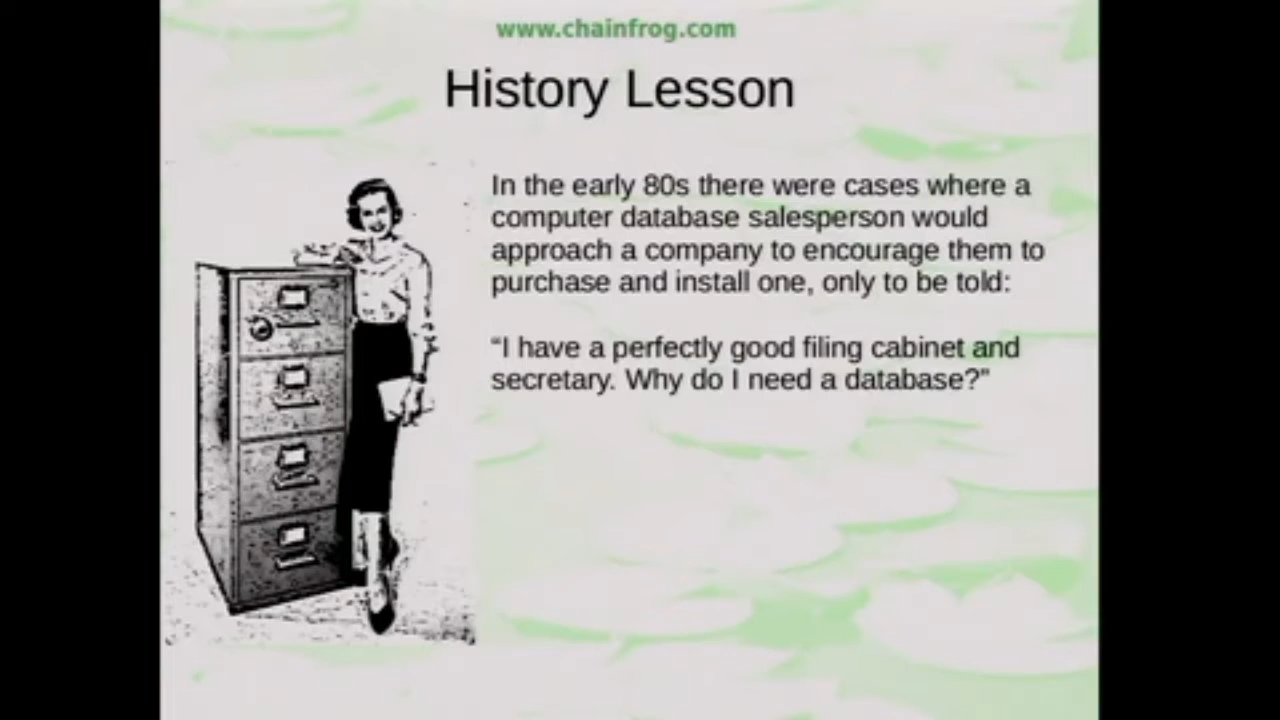 www.chainfrog.com
History Lesson
In the early 80s there were cases where a
computer database salesperson would
approach a company to encourage them to
purchase and install one, only to be told:
“I have a perfectly good filing cabinet and
secretary. Why do I need a database?”